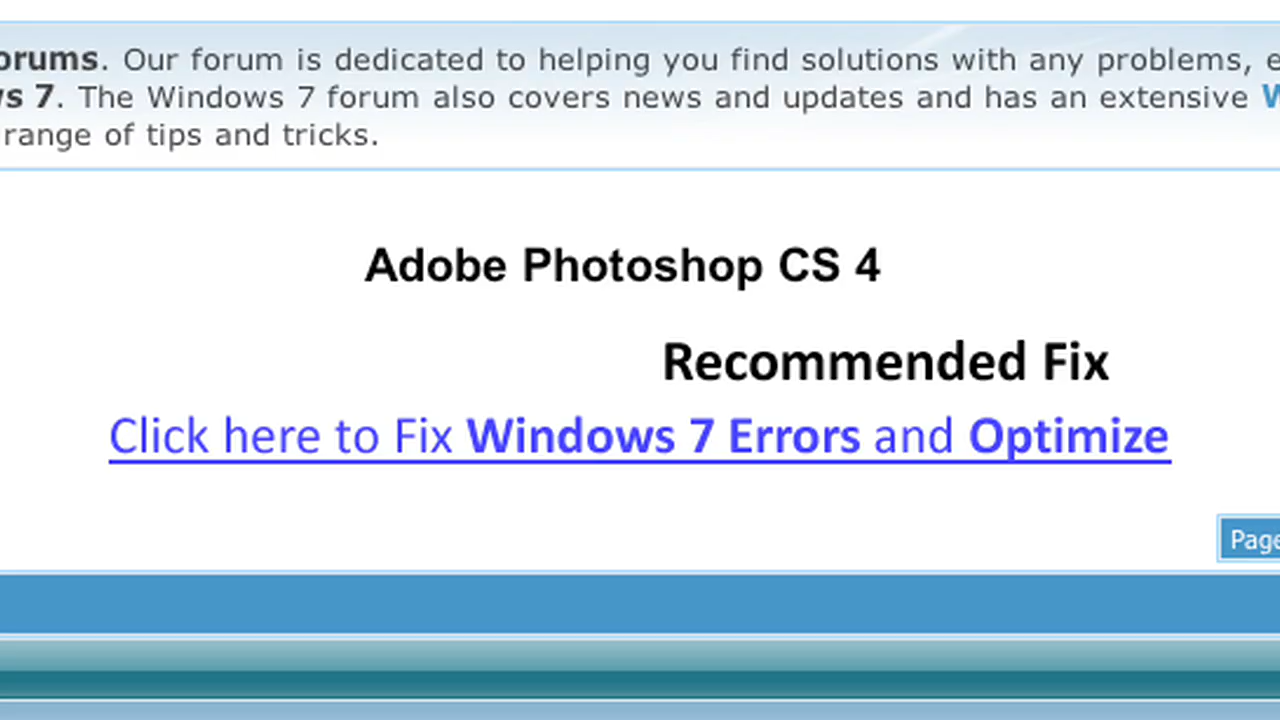 orums. Our forum is dedicated to helping you find solutions with any problems, e
s 7. The Windows 7 forum also covers news and updates and has an extensive W
range of tips and tricks.
Adobe Photoshop CS 4
Recommended Fix
Click here to Fix Windows 7 Errors and Optimize
Page